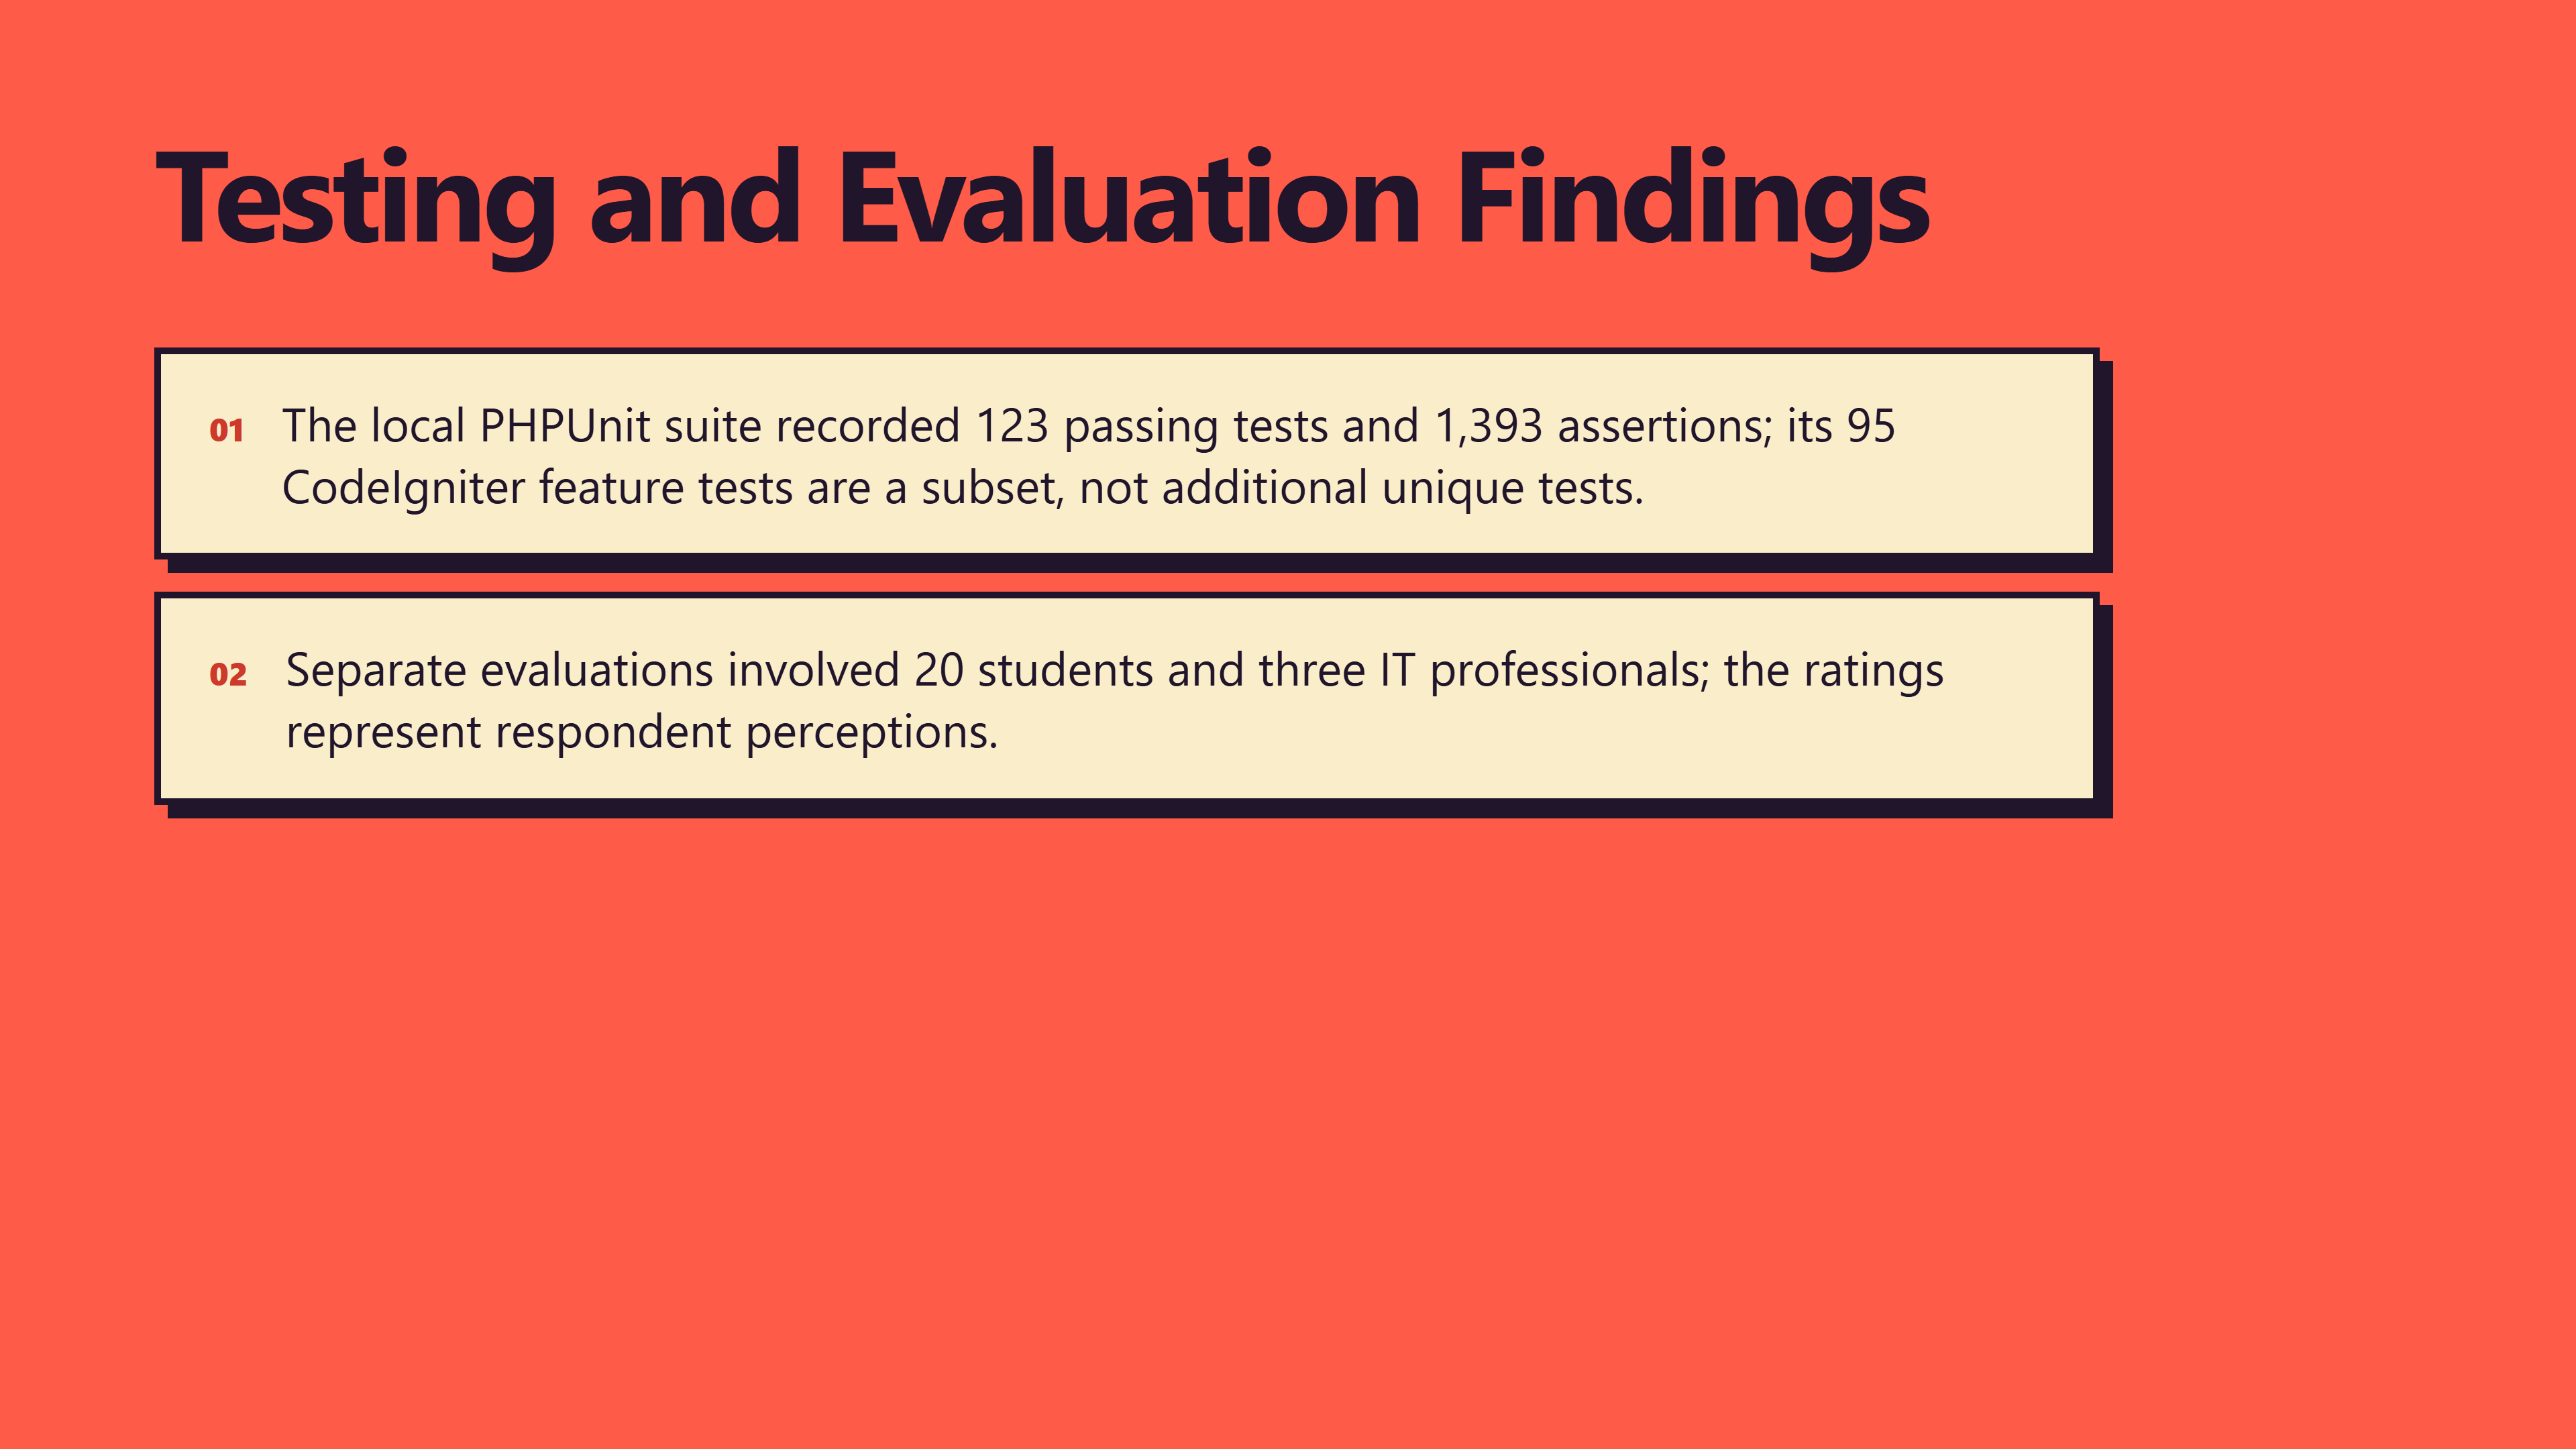 Testing and Evaluation Findings
01 The local PHPUnit suite recorded 123 passing tests and 1,393 assertions; its 95
CodeIgniter feature tests are a subset, not additional unique tests.
02 Separate evaluations involved 20 students and three IT professionals; the ratings
represent respondent perceptions.